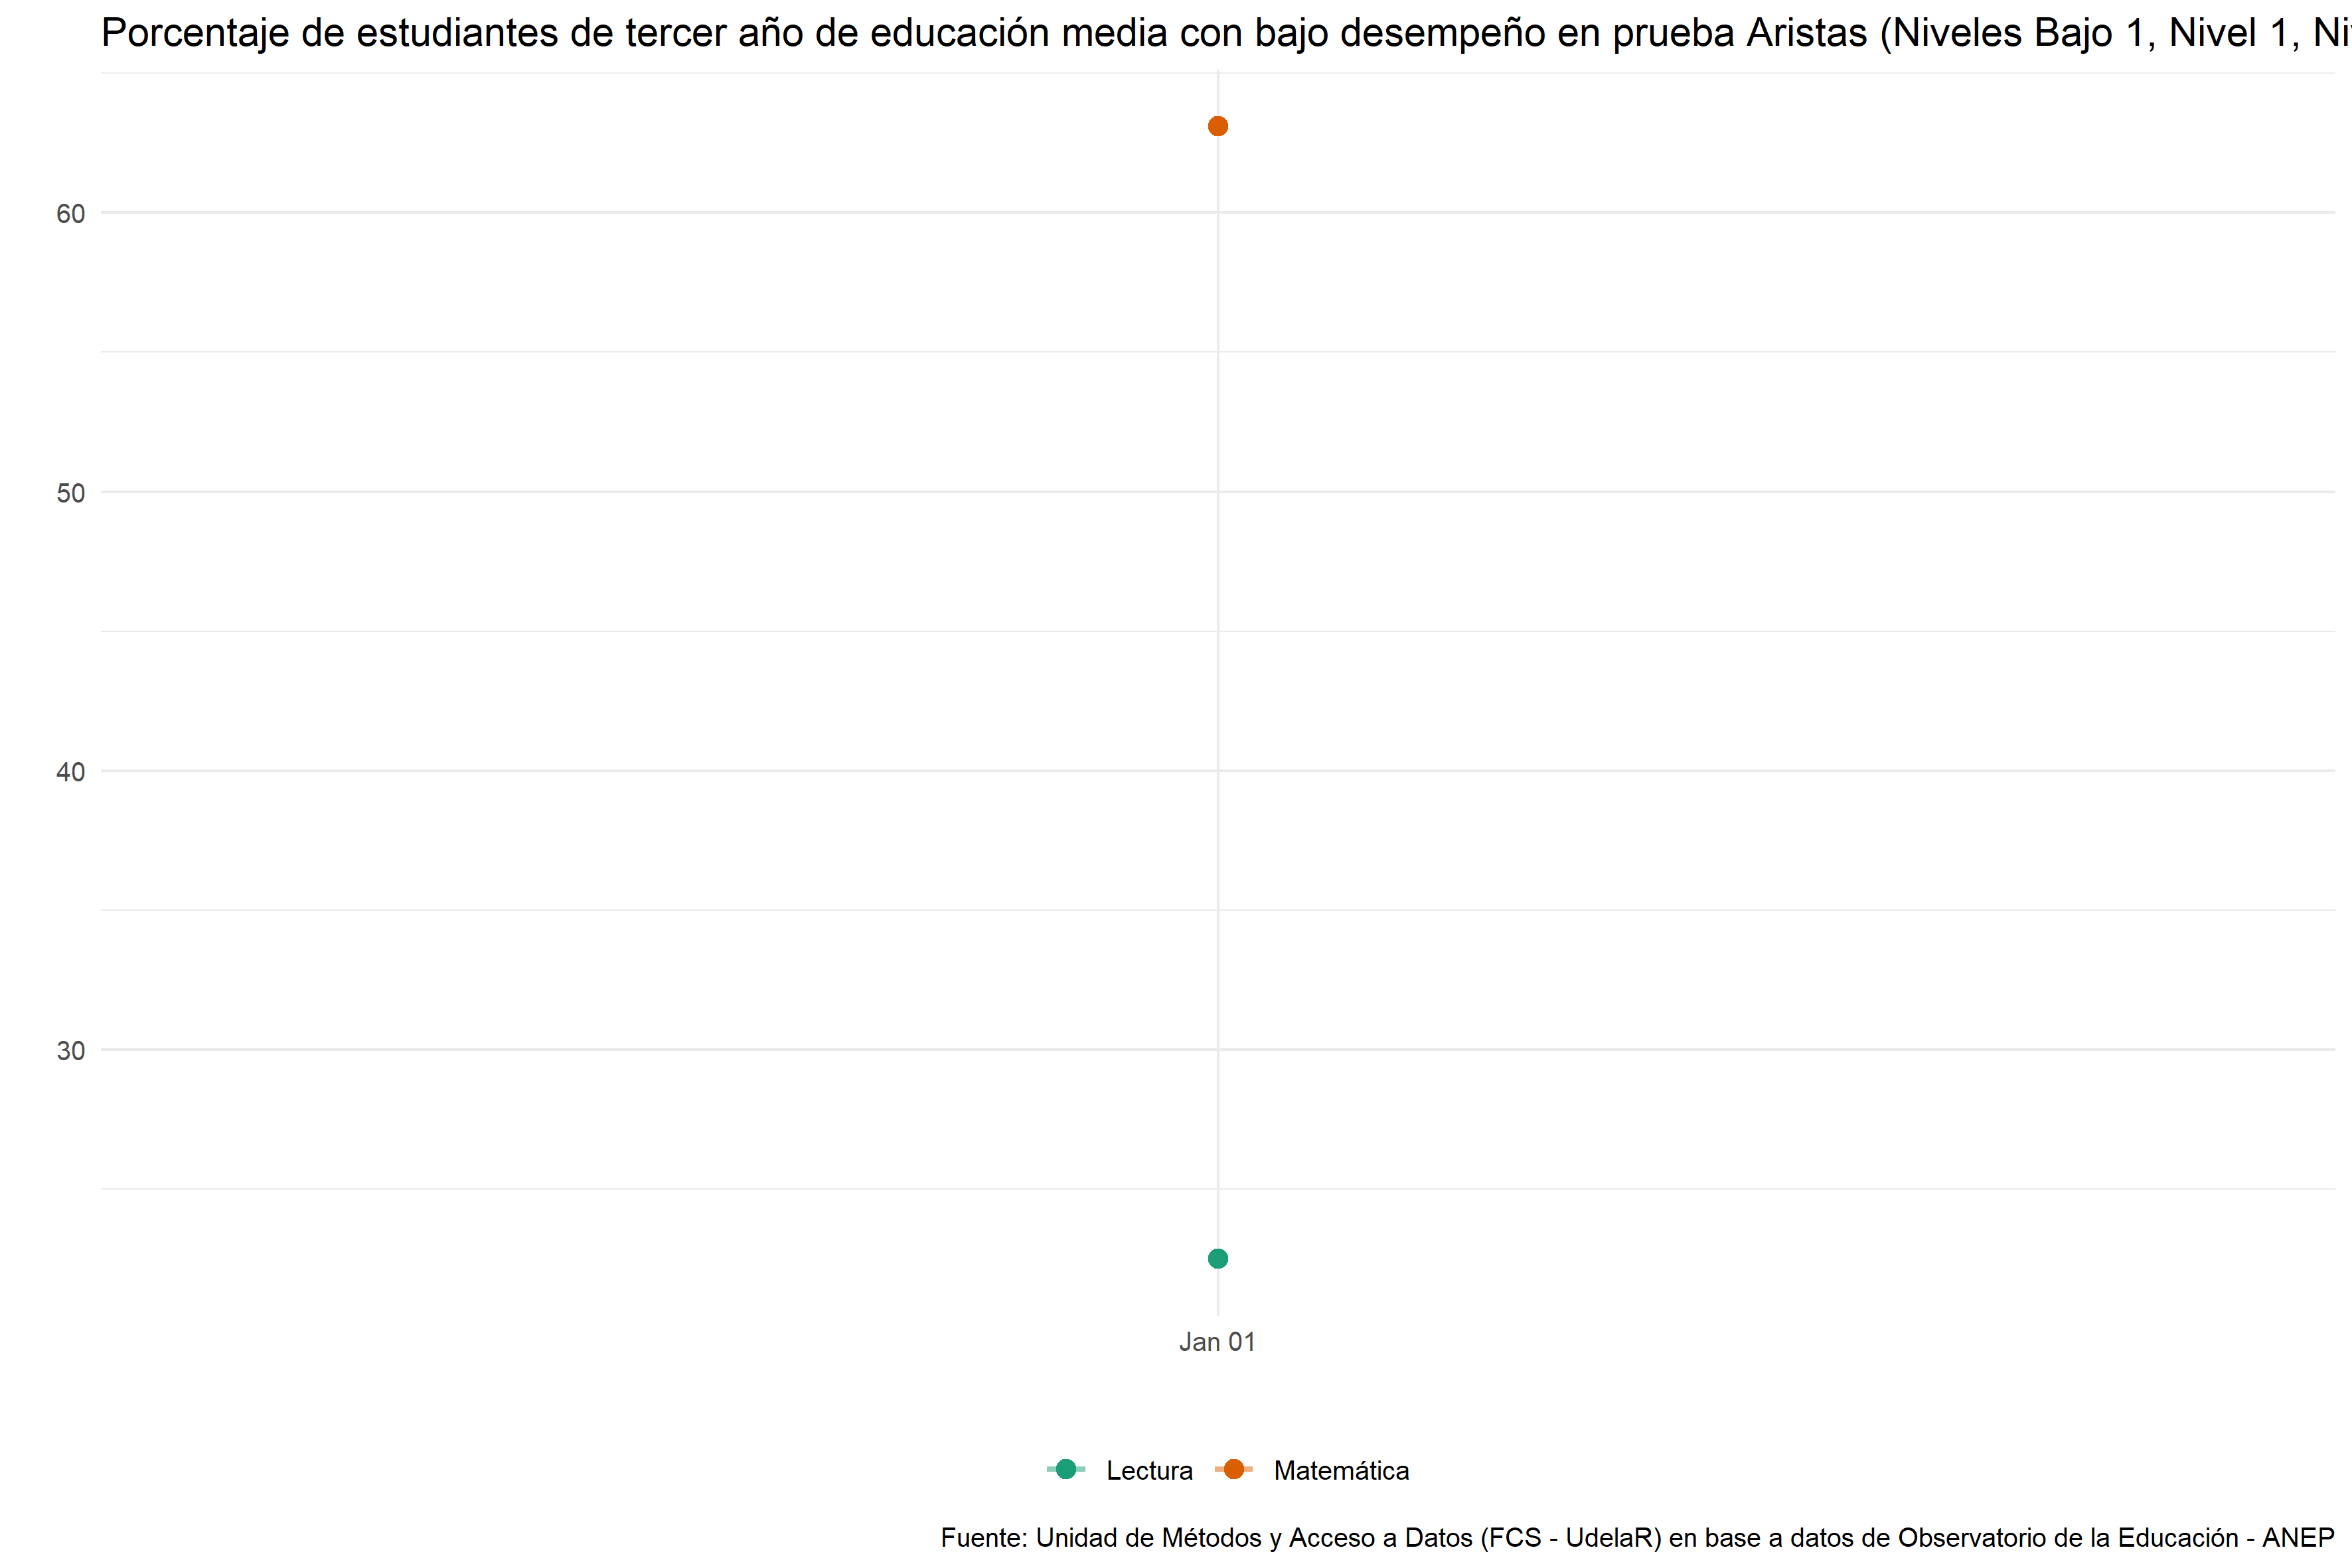 Porcentaje de estudiantes de tercer año de educación media con bajo desempeño en prueba Aristas (Niveles Bajo 1, Nivel 1,
60
50
40
30
Jan 01
Lectura Matemática
Fuente: Unidad de Métodos y Acceso a Datos (FCS - UdelaR) en base a datos de Observatorio de la Educación - ANEP